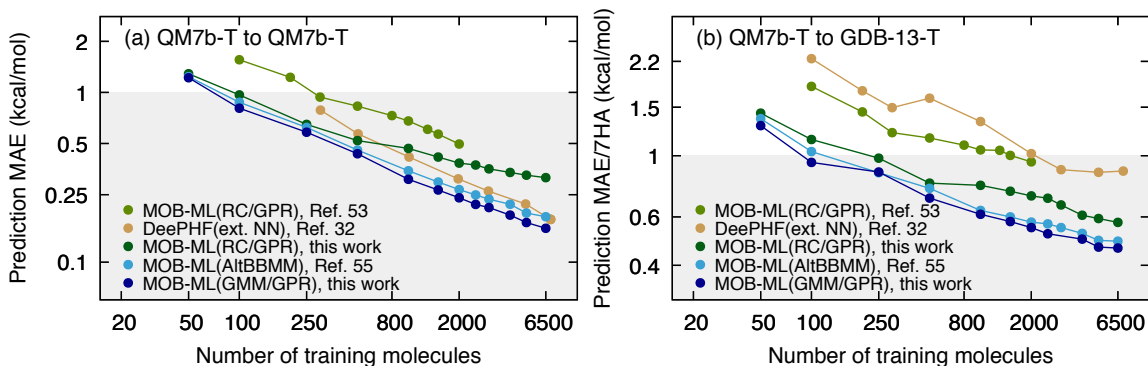 (a) QM7b-T to QM7b-T
Prediction MAE (kcal/mol)
2
1
0.5
0.25
0.1
MOB-ML(RC/GPR), Ref. 53
DeePHF(ext. NN), Ref. 32
MOB-ML(RC/GPR), this work
MOB-ML(AltBBMM), Ref. 55
MOB-ML(GMM/GPR), this work
20 50 100 250 800 2000 6500
Number of training molecules
(b) QM7b-T to GDB-13-T
Prediction MAE/7HA (kcal/mol)
2.2
1.5
1
0.6
0.4
MOB-ML(RC/GPR), Ref. 53
DeePHF(ext. NN), Ref. 32
MOB-ML(RC/GPR), this work
MOB-ML(AltBBMM), Ref. 55
MOB-ML(GMM/GPR), this work
20 50 100 250 800 2000 6500
Number of training molecules